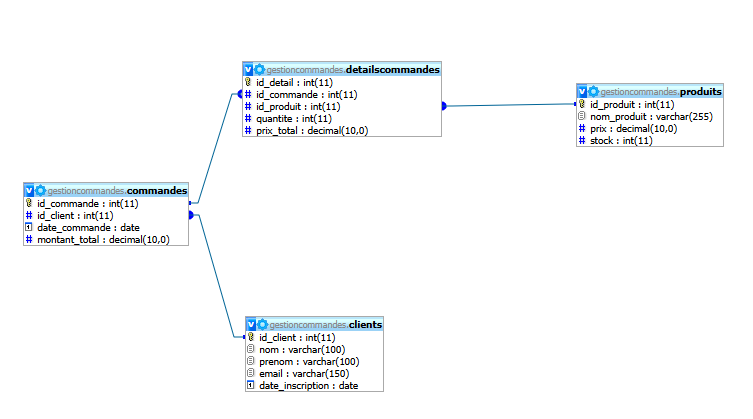 gestioncommandes.detailscommandes
id_detail : int(11)
id_commande : int(11)
id_produit : int(11)
quantite : int(11)
prix_total : decimal(10,0)
gestioncommandes.produits
id_produit : int(11)
nom_produit : varchar(255)
prix : decimal(10,0)
stock : int(11)
gestioncommandes.commandes
id_commande : int(11)
id_client : int(11)
date_commande : date
montant_total : decimal(10,0)
gestioncommandes.clients
id_client : int(11)
nom : varchar(100)
prenom : varchar(100)
email : varchar(150)
date_inscription : date